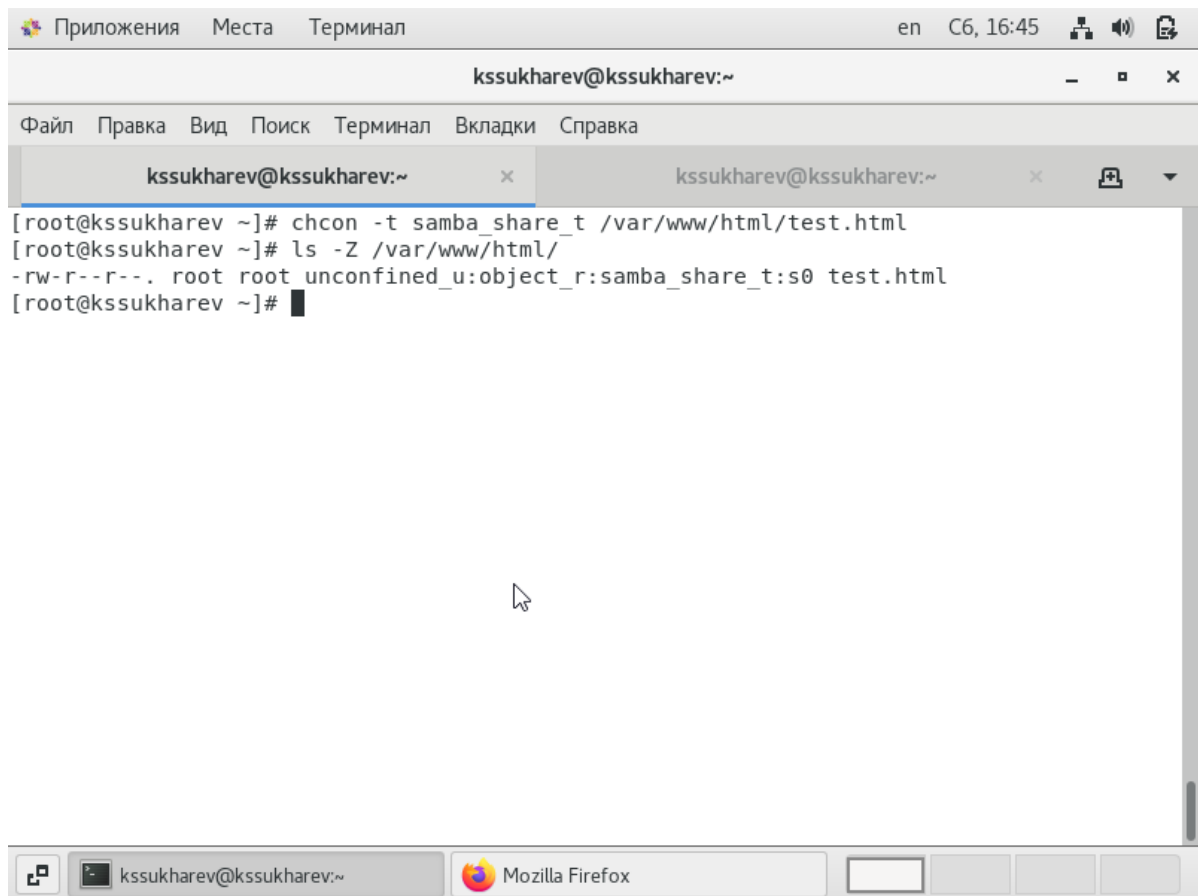 Приложения Места Терминал en Сб, 16:45
kssukharev@kssukharev:~
Файл Правка Вид Поиск Терминал Вкладки Справка
kssukharev@kssukharev:~ kssukharev@kssukharev:~
[root@kssukharev ~]# chcon -t samba_share_t /var/www/html/test.html
[root@kssukharev ~]# ls -Z /var/www/html/
-rw-r--r--. root root unconfined_u:object_r:samba_share_t:s0 test.html
[root@kssukharev ~]#
kssukharev@kssukharev:~ Mozilla Firefox